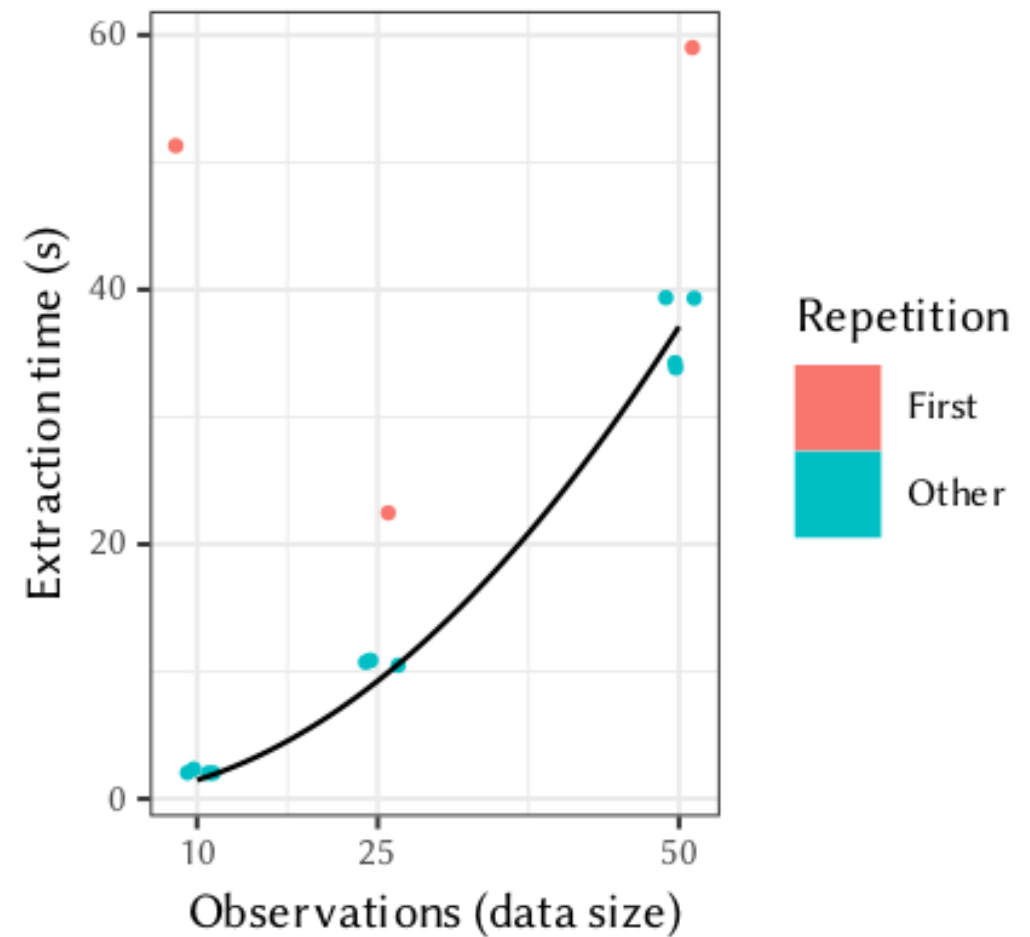 60
40
20
0
Extraction time (s)
10 25 50
Observations (data size)
Repetition
First
Other